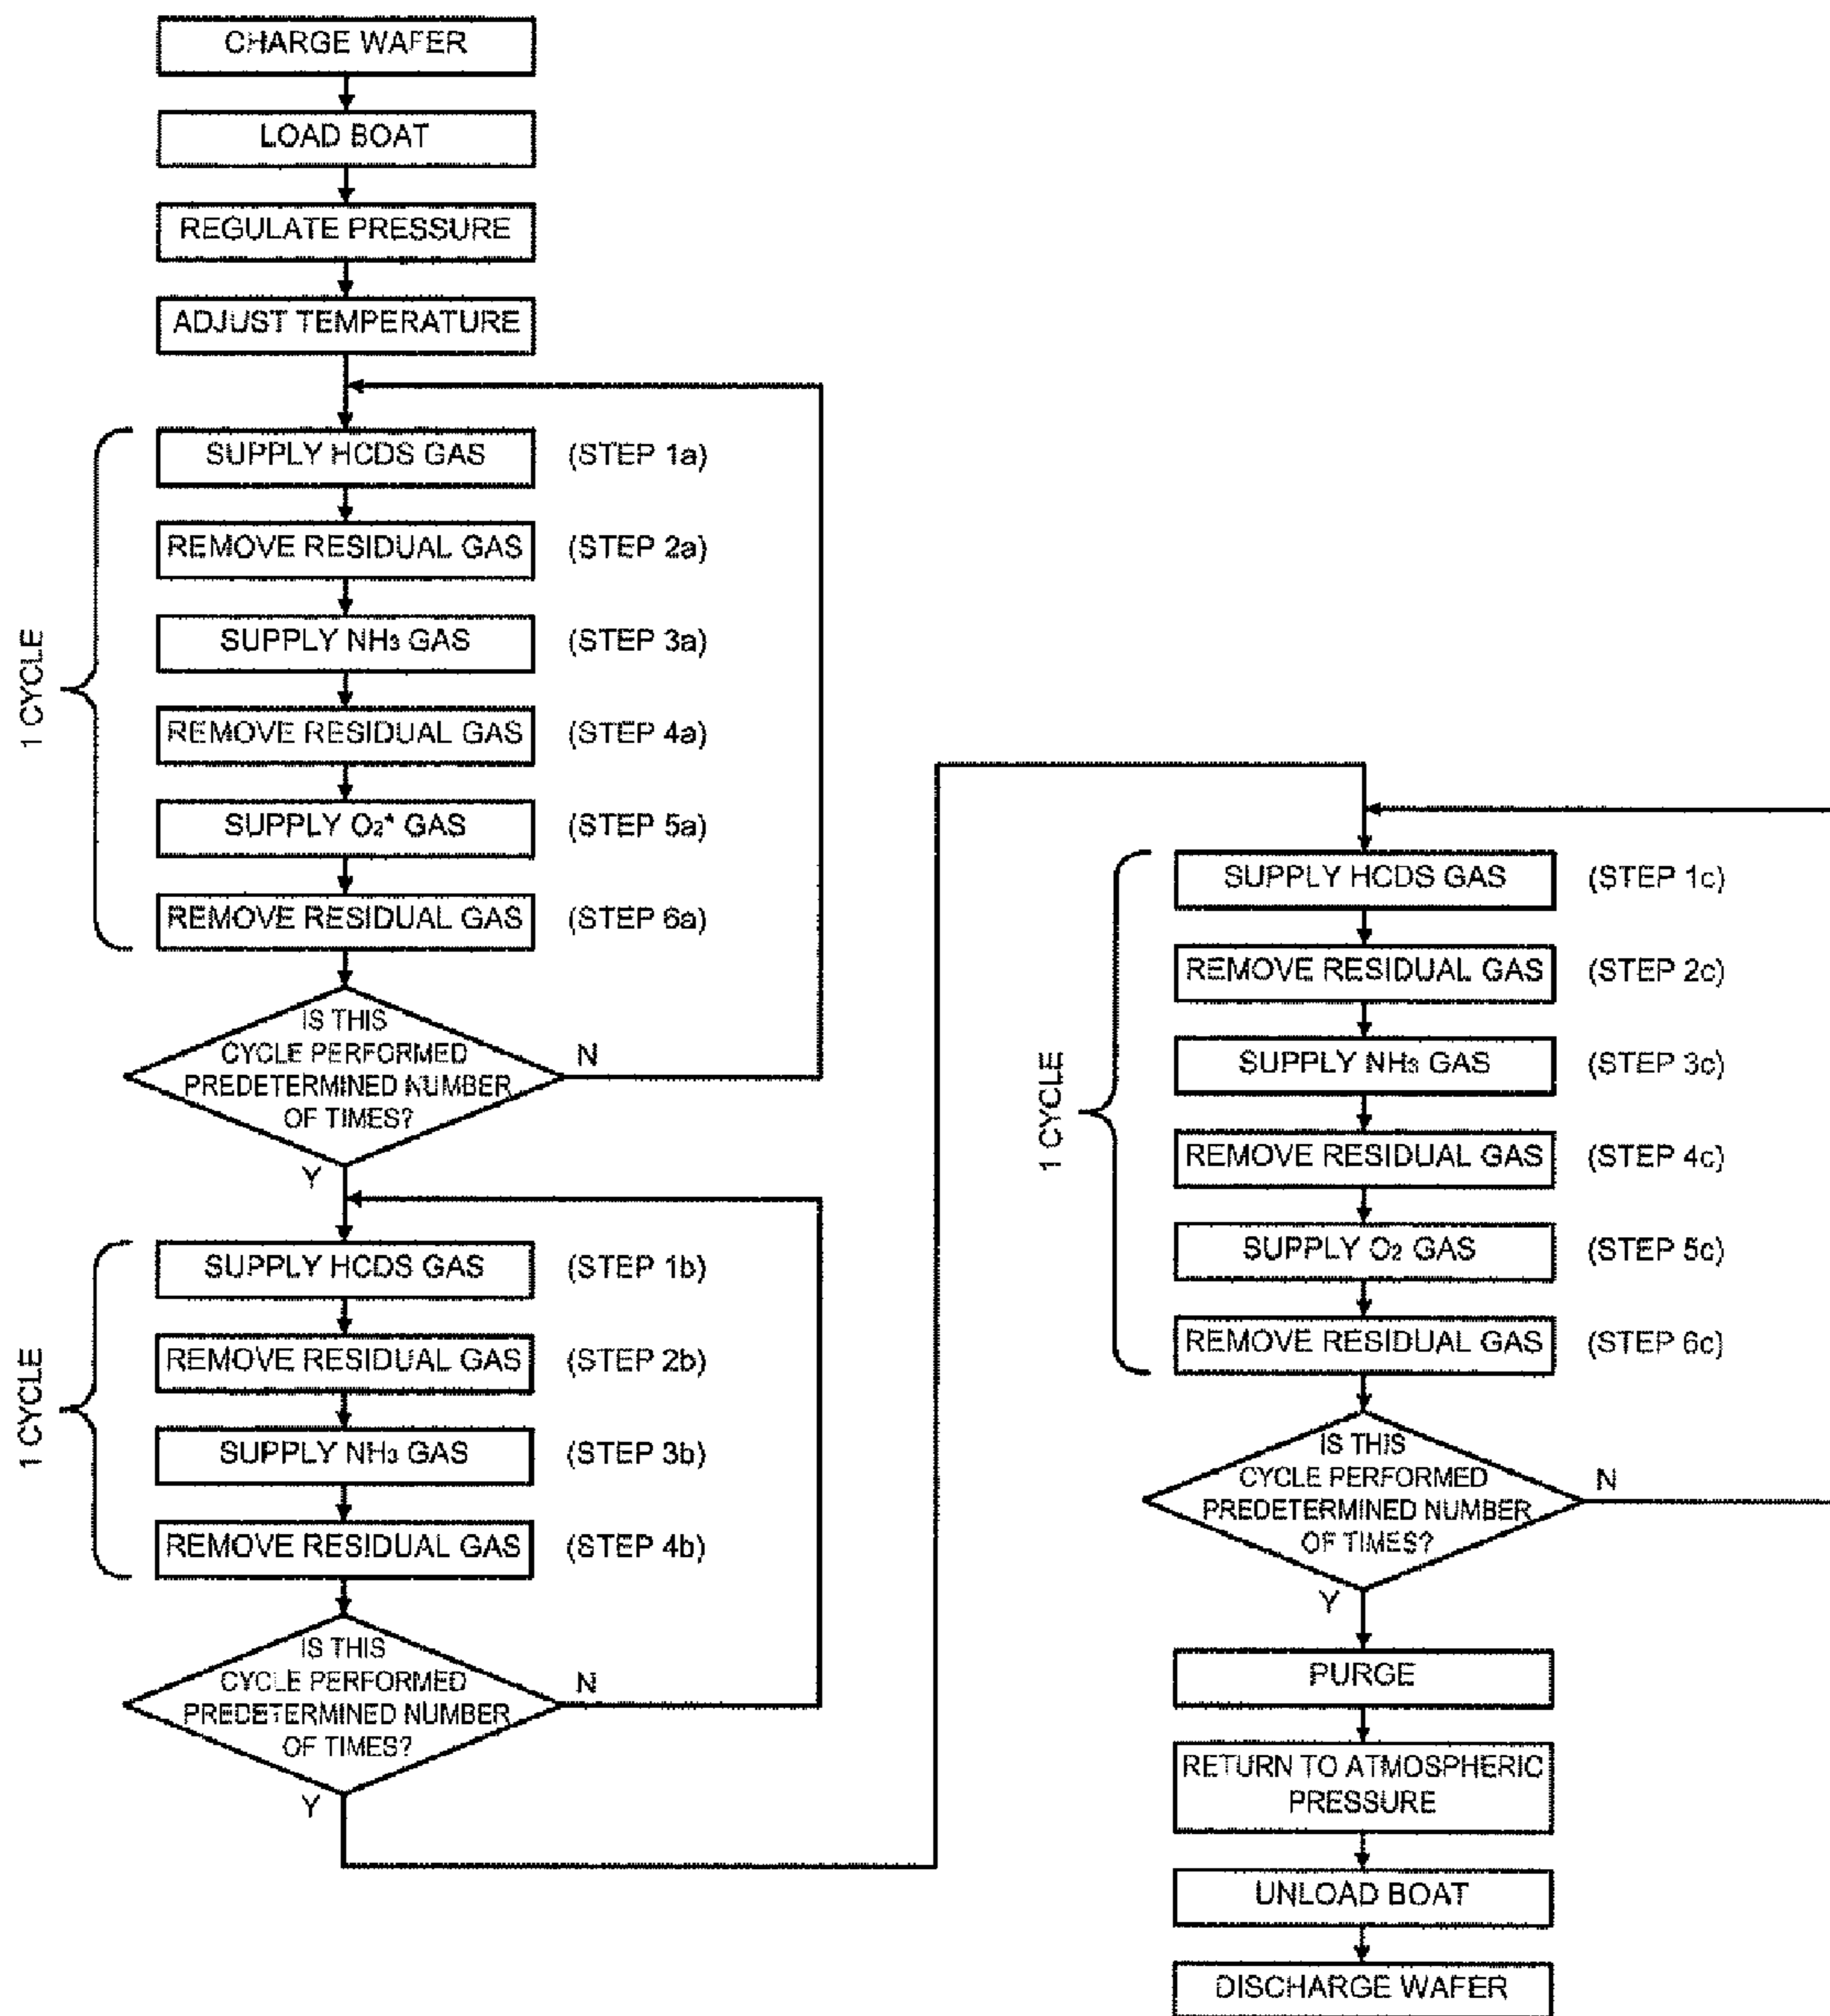 CHARGE WAFER
LOAD BOAT
REGULATE PRESSURE
ADJUST TEMPERATURE
1 CYCLE
SUPPLY HCDS GAS (STEP 1a)
REMOVE RESIDUAL GAS (STEP 2a)
SUPPLY NH₃ GAS (STEP 3a)
REMOVE RESIDUAL GAS (STEP 4a)
SUPPLY O₂* GAS (STEP 5a)
REMOVE RESIDUAL GAS (STEP 6a)
IS THIS
CYCLE PERFORMED
PREDETERMINED NUMBER
OF TIMES?
N
Y
1 CYCLE
SUPPLY HCDS GAS (STEP 1b)
REMOVE RESIDUAL GAS (STEP 2b)
SUPPLY NH₃ GAS (STEP 3b)
REMOVE RESIDUAL GAS (STEP 4b)
IS THIS
CYCLE PERFORMED
PREDETERMINED NUMBER
OF TIMES?
N
Y
1 CYCLE
SUPPLY HCDS GAS (STEP 1c)
REMOVE RESIDUAL GAS (STEP 2c)
SUPPLY NH₃ GAS (STEP 3c)
REMOVE RESIDUAL GAS (STEP 4c)
SUPPLY O₂ GAS (STEP 5c)
REMOVE RESIDUAL GAS (STEP 6c)
IS THIS
CYCLE PERFORMED
PREDETERMINED NUMBER
OF TIMES?
N
Y
PURGE
RETURN TO ATMOSPHERIC
PRESSURE
UNLOAD BOAT
DISCHARGE WAFER